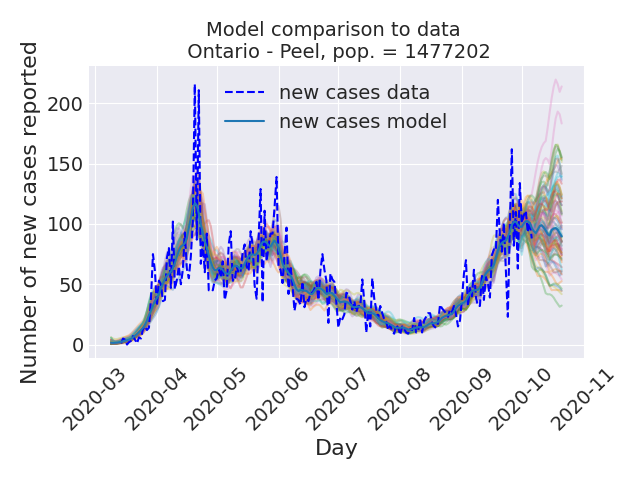 Model comparison to data
Ontario - Peel, pop. = 1477202
Number of new cases reported
200
150
100
50
0
new cases data
new cases model
2020-03
2020-04
2020-05
2020-06
2020-07
2020-08
2020-09
2020-10
2020-11
Day